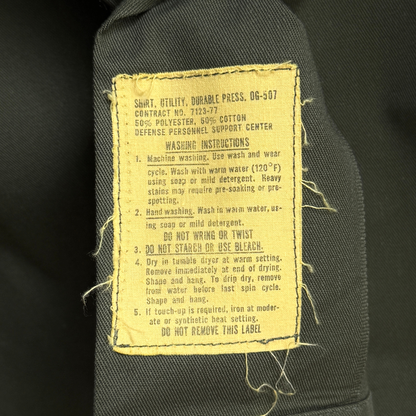 SHIRT, UTILITY, DURABLE PRESS. OG-507
CONTRACT NO. 7123-77
50% POLYESTER, 50% COTTON
DEFENSE PERSONNEL SUPPORT CENTER
WASHING INSTRUCTIONS
1. Machine washing. Use wash and wear
cycle. Wash with warm water (120°F)
using soap or mild detergent. Heavy
stains may require pre-soaking or pre-
spotting.
2. Hand washing. Wash in warm water, us-
ing soap or mild detergent.
DO NOT WRING OR TWIST
3. DO NOT STARCH OR USE BLEACH.
4. Dry in tumble dryer at warm setting.
Remove immediately at end of drying.
Shape and hang. To drip dry, remove
from water before last spin cycle.
Shape and hang.
5. If touch-up is required, iron at moder-
ate or synthetic heat setting.
DO NOT REMOVE THIS LABEL